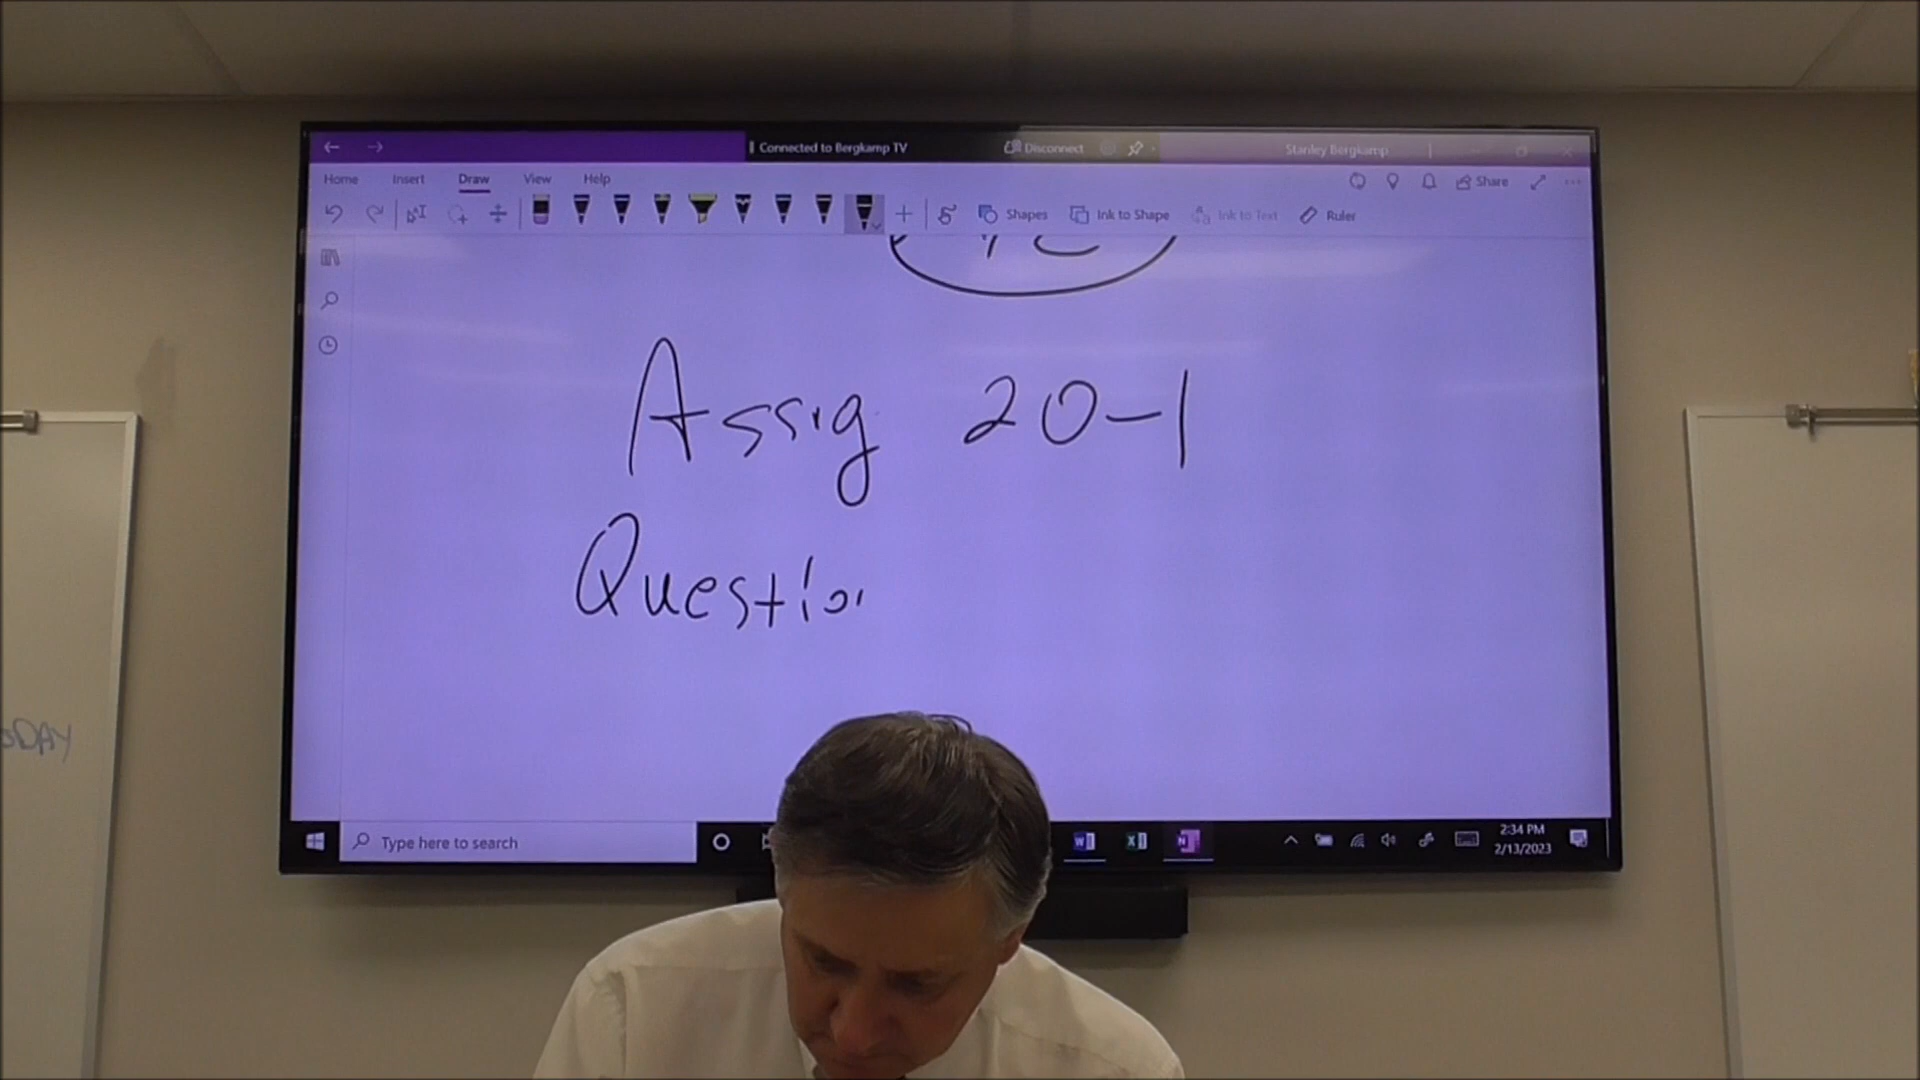 Connected to Bergkamp TV
Disconnect
Stanley Bergkamp
Home Insert Draw View Help
Share
Shapes Ink to Shape Ink to Text Ruler
Assig 20-1
Question
Type here to search
2:34 PM
2/13/2023